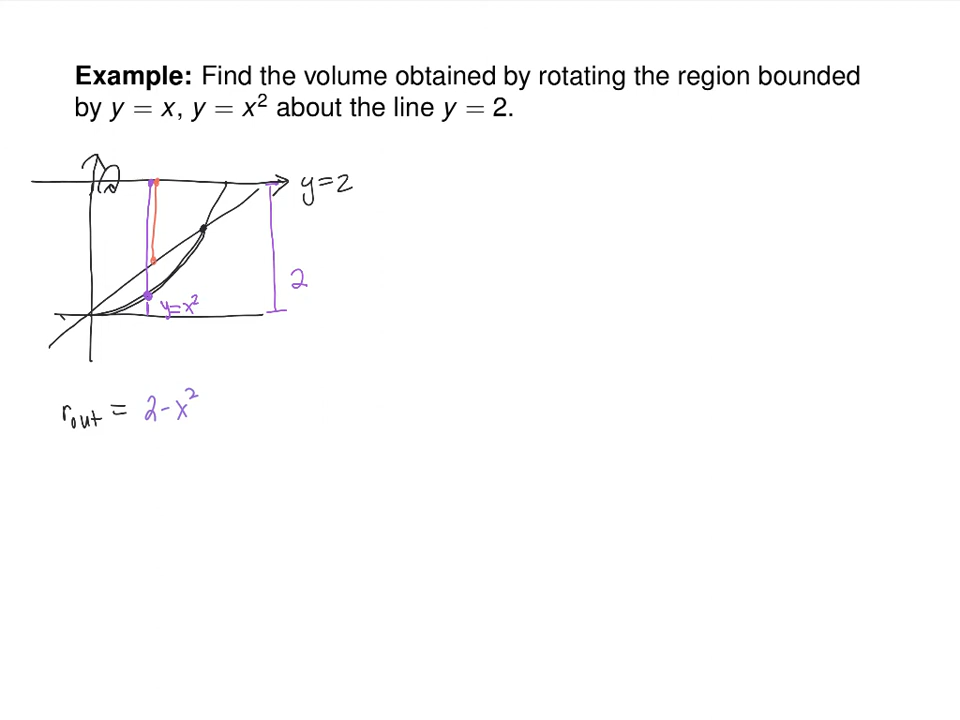 Example: Find the volume obtained by rotating the region bounded
by y = x, y = x² about the line y = 2.
y=2
2
y=x²
r_out = 2-x²